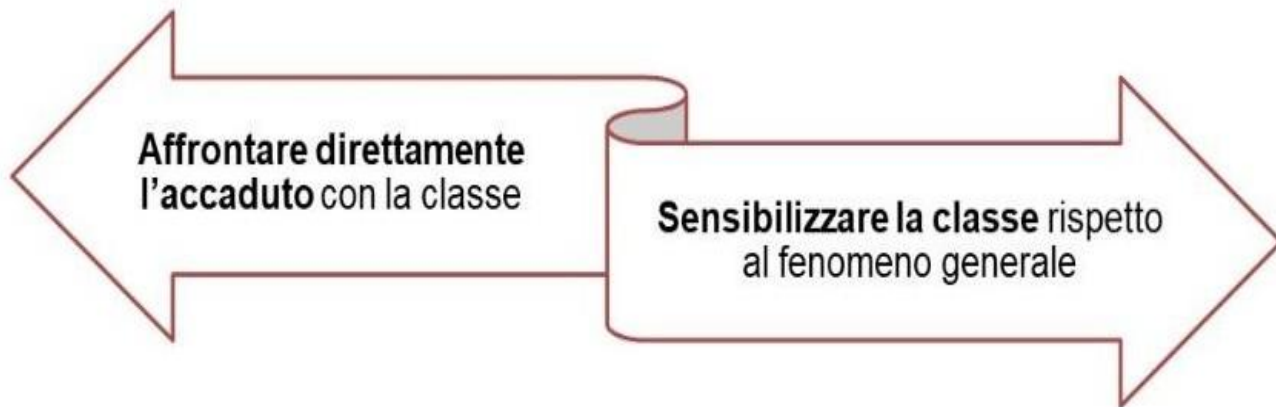 Affrontare direttamente
l’accaduto con la classe
Sensibilizzare la classe rispetto
al fenomeno generale